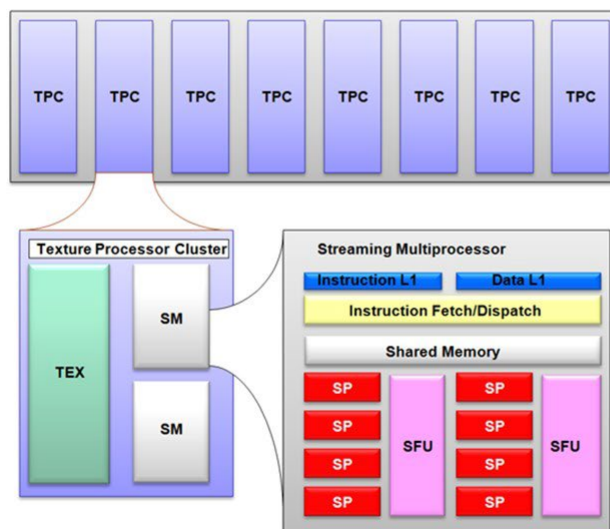 TPC TPC TPC TPC TPC TPC TPC TPC
Texture Processor Cluster
TEX
SM
SM
Streaming Multiprocessor
Instruction L1 Data L1
Instruction Fetch/Dispatch
Shared Memory
SP SP
SP SP
SFU SFU
SP SP
SP SP